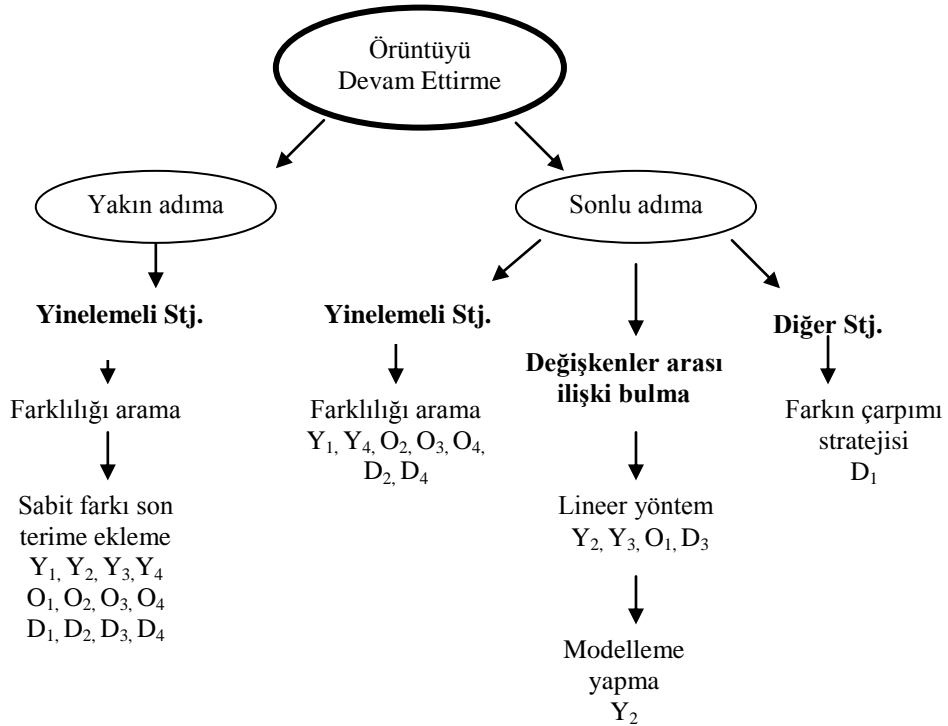 Örüntüyü
Devam Ettirme
Yakın adıma
Sonlu adıma
Yinelemeli Stj.
Farklılığı arama
Sabit farkı son
terime ekleme
Y₁, Y₂, Y₃,Y₄
O₁, O₂, O₃, O₄
D₁, D₂, D₃, D₄
Yinelemeli Stj.
Farklılığı arama
Y₁, Y₄, O₂, O₃, O₄,
D₂, D₄
Değişkenler arası
ilişki bulma
Lineer yöntem
Y₂, Y₃, O₁, D₃
Modelleme
yapma
Y₂
Diğer Stj.
Farkın çarpımı
stratejisi
D₁